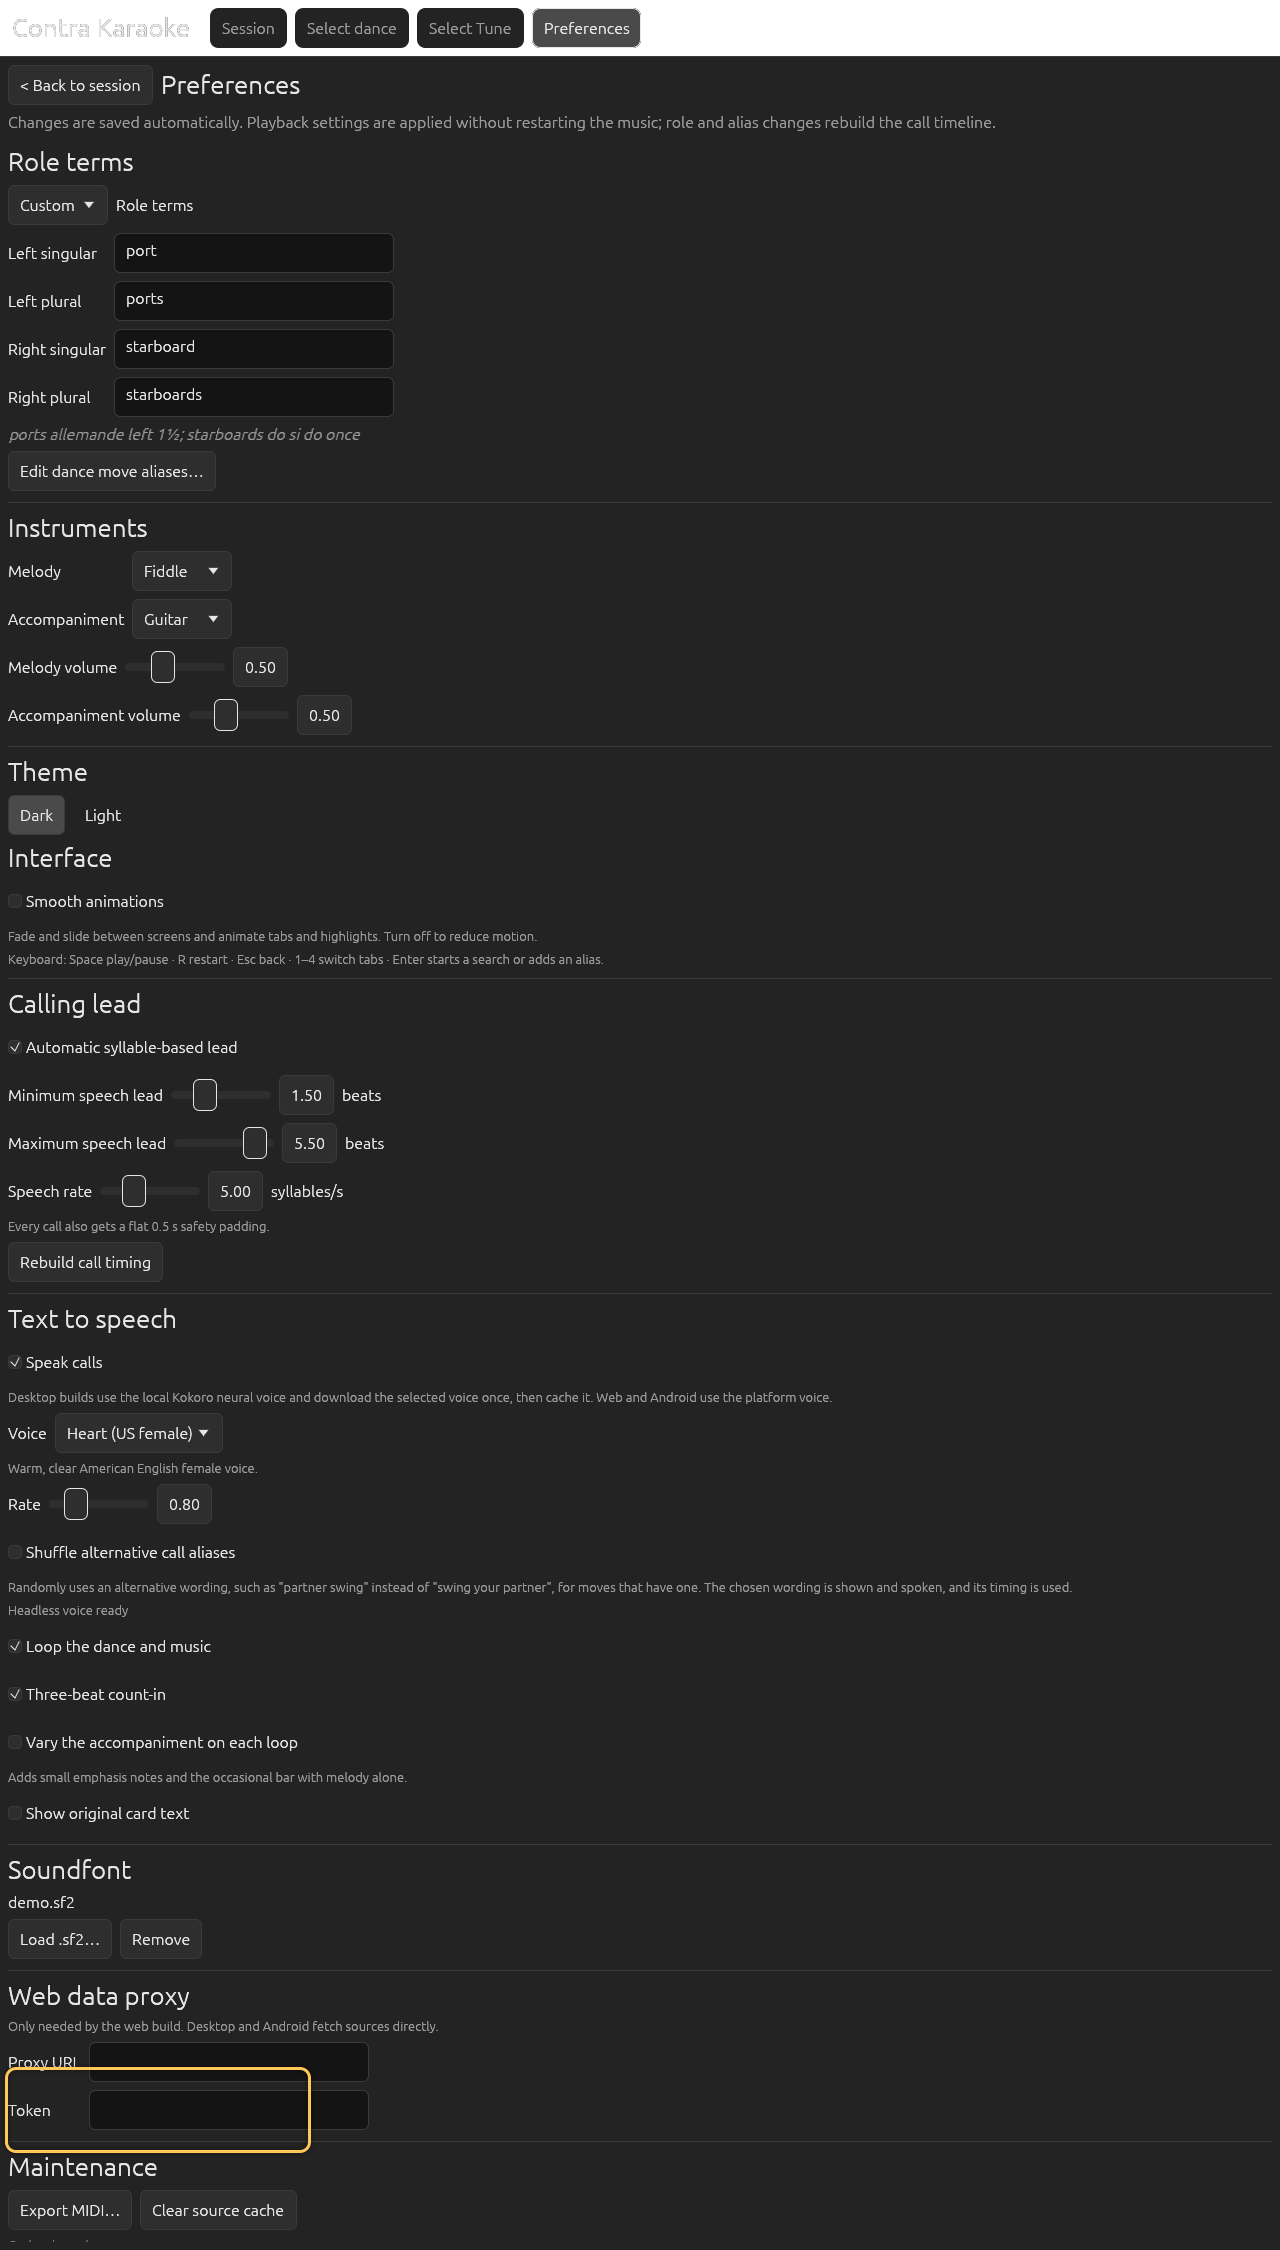 Contra Karaoke Session Select dance Select Tune Preferences
< Back to session Preferences
Changes are saved automatically. Playback settings are applied without restarting the music; role and alias changes rebuild the call timeline.
Role terms
Custom Role terms
Left singular port
Left plural ports
Right singular starboard
Right plural starboards
ports allemande left 1½; starboards do si do once
Edit dance move aliases…
Instruments
Melody Fiddle
Accompaniment Guitar
Melody volume 0.50
Accompaniment volume 0.50
Theme
Dark Light
Interface
Smooth animations
Fade and slide between screens and animate tabs and highlights. Turn off to reduce motion.
Keyboard: Space play/pause · R restart · Esc back · 1–4 switch tabs · Enter starts a search or adds an alias.
Calling lead
Automatic syllable-based lead
Minimum speech lead 1.50 beats
Maximum speech lead 5.50 beats
Speech rate 5.00 syllables/s
Every call also gets a flat 0.5 s safety padding.
Rebuild call timing
Text to speech
Speak calls
Desktop builds use the local Kokoro neural voice and download the selected voice once, then cache it. Web and Android use the platform voice.
Voice Heart (US female)
Warm, clear American English female voice.
Rate 0.80
Shuffle alternative call aliases
Randomly uses an alternative wording, such as "partner swing" instead of "swing your partner", for moves that have one. The chosen wording is shown and spoken, and its timing is used.
Headless voice ready
Loop the dance and music
Three-beat count-in
Vary the accompaniment on each loop
Adds small emphasis notes and the occasional bar with melody alone.
Show original card text
Soundfont
demo.sf2
Load .sf2… Remove
Web data proxy
Only needed by the web build. Desktop and Android fetch sources directly.
Proxy URL
Token
Maintenance
Export MIDI… Clear source cache